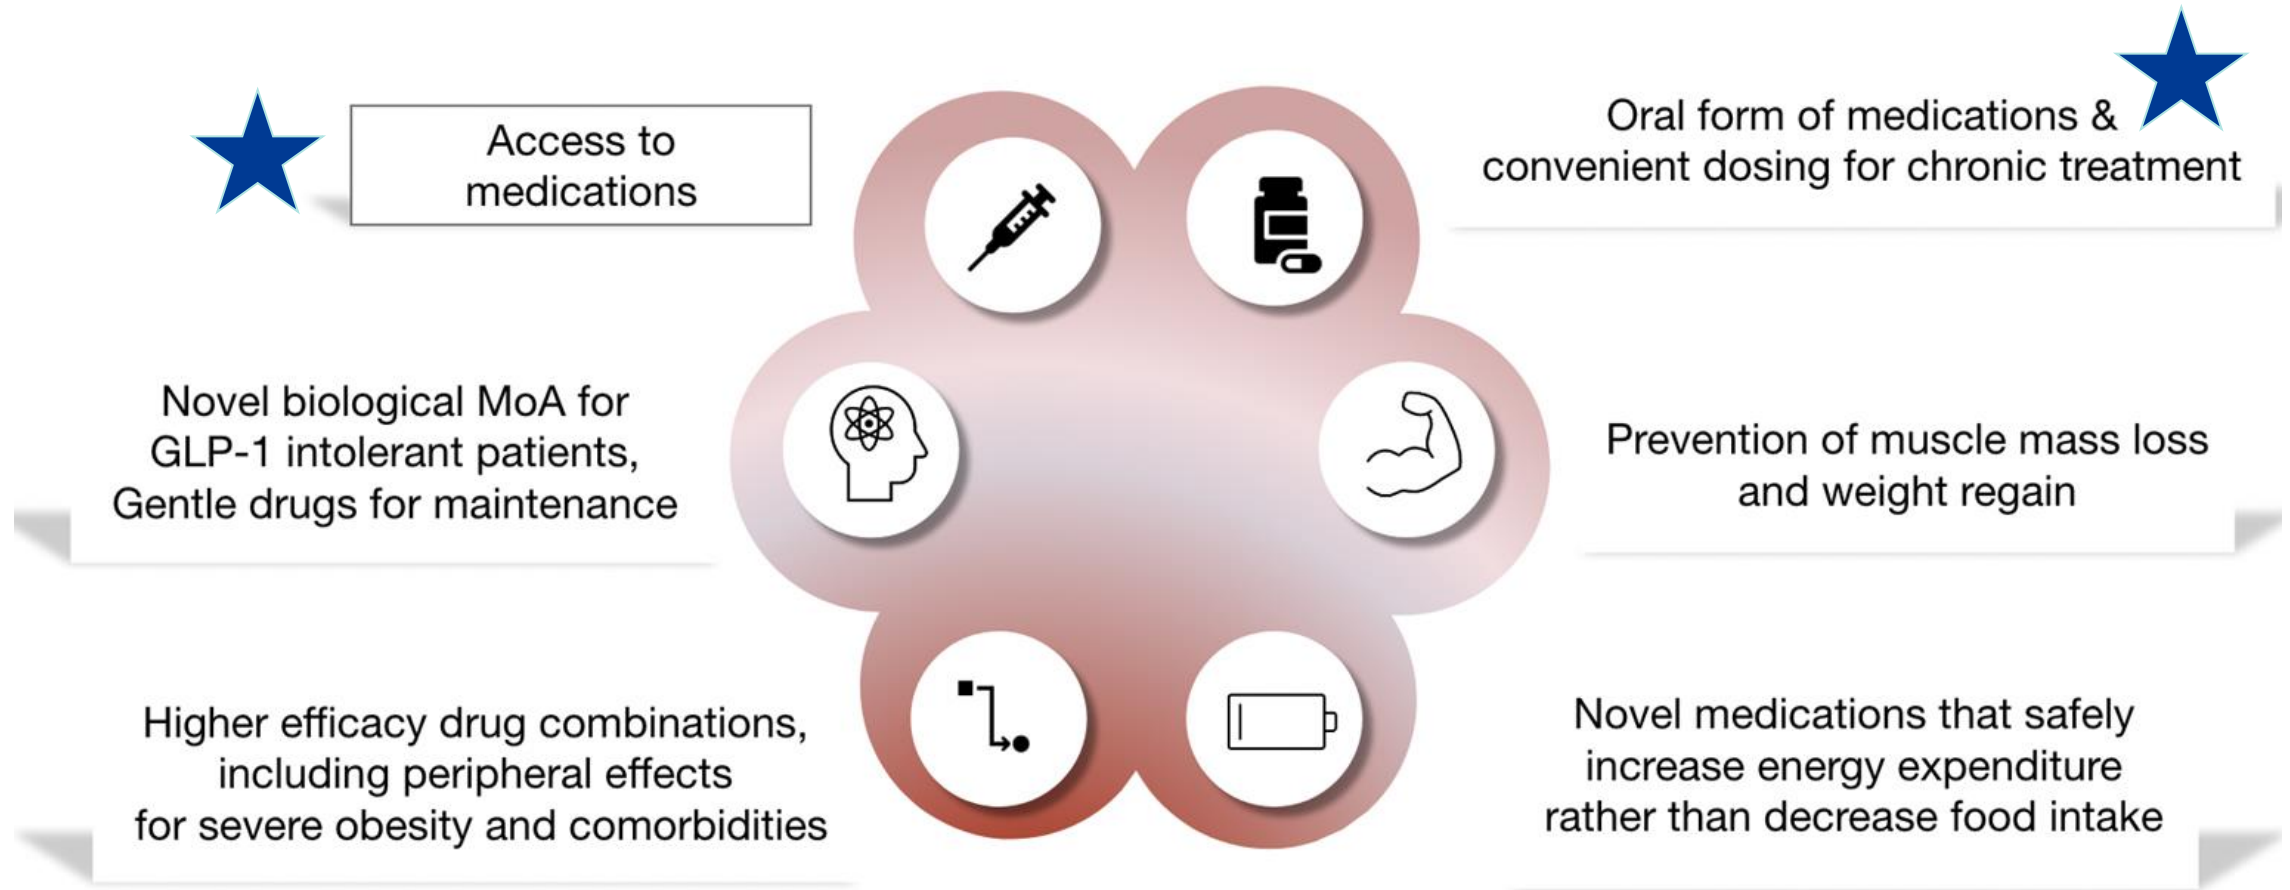 Access to
medications
Oral form of medications &
convenient dosing for chronic treatment
Novel biological MoA for
GLP-1 intolerant patients,
Gentle drugs for maintenance
Prevention of muscle mass loss
and weight regain
Higher efficacy drug combinations,
including peripheral effects
for severe obesity and comorbidities
Novel medications that safely
increase energy expenditure
rather than decrease food intake